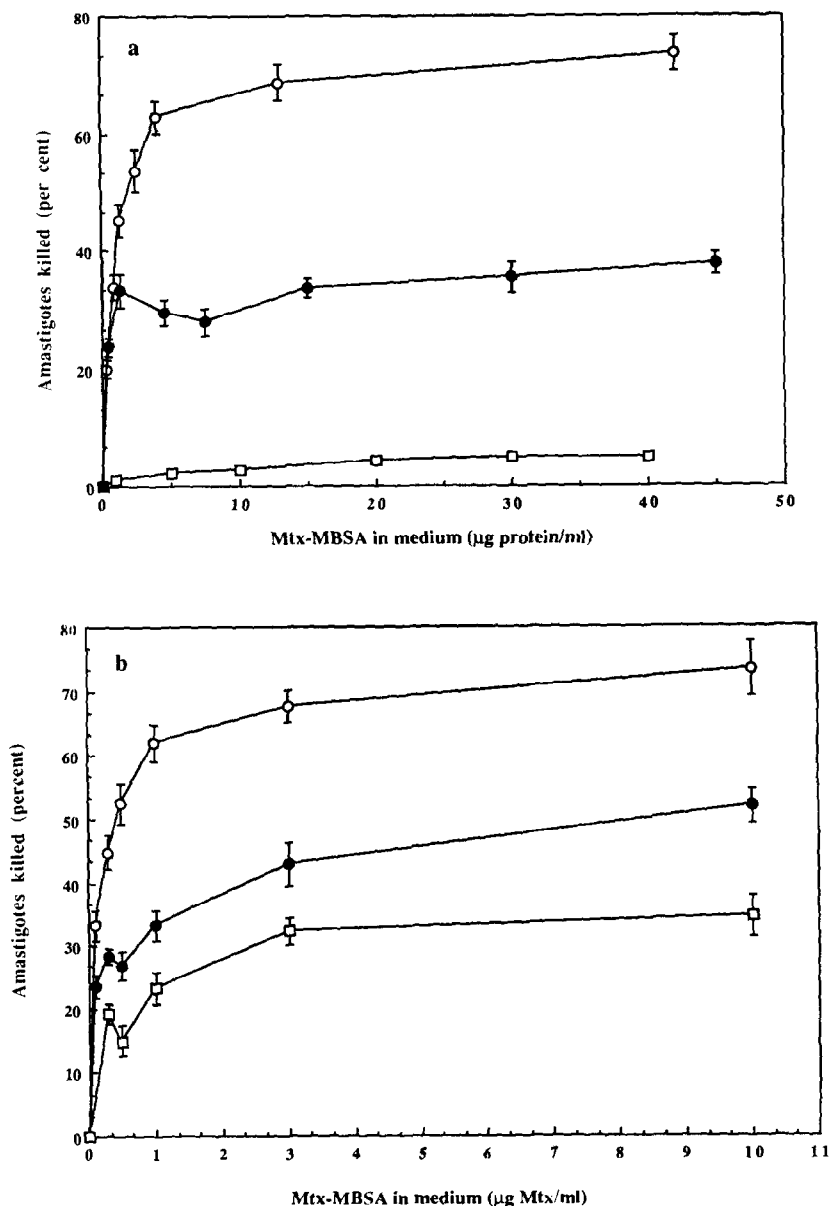 a
80
60
40
20
0
Amastigotes killed (per cent)
0 10 20 30 40 50
Mtx-MBSA in medium (µg protein/ml)
b
80
70
60
50
40
30
20
10
0
Amastigotes killed (percent)
0 1 2 3 4 5 6 7 8 9 10 11
Mtx-MBSA in medium (µg Mtx/ml)